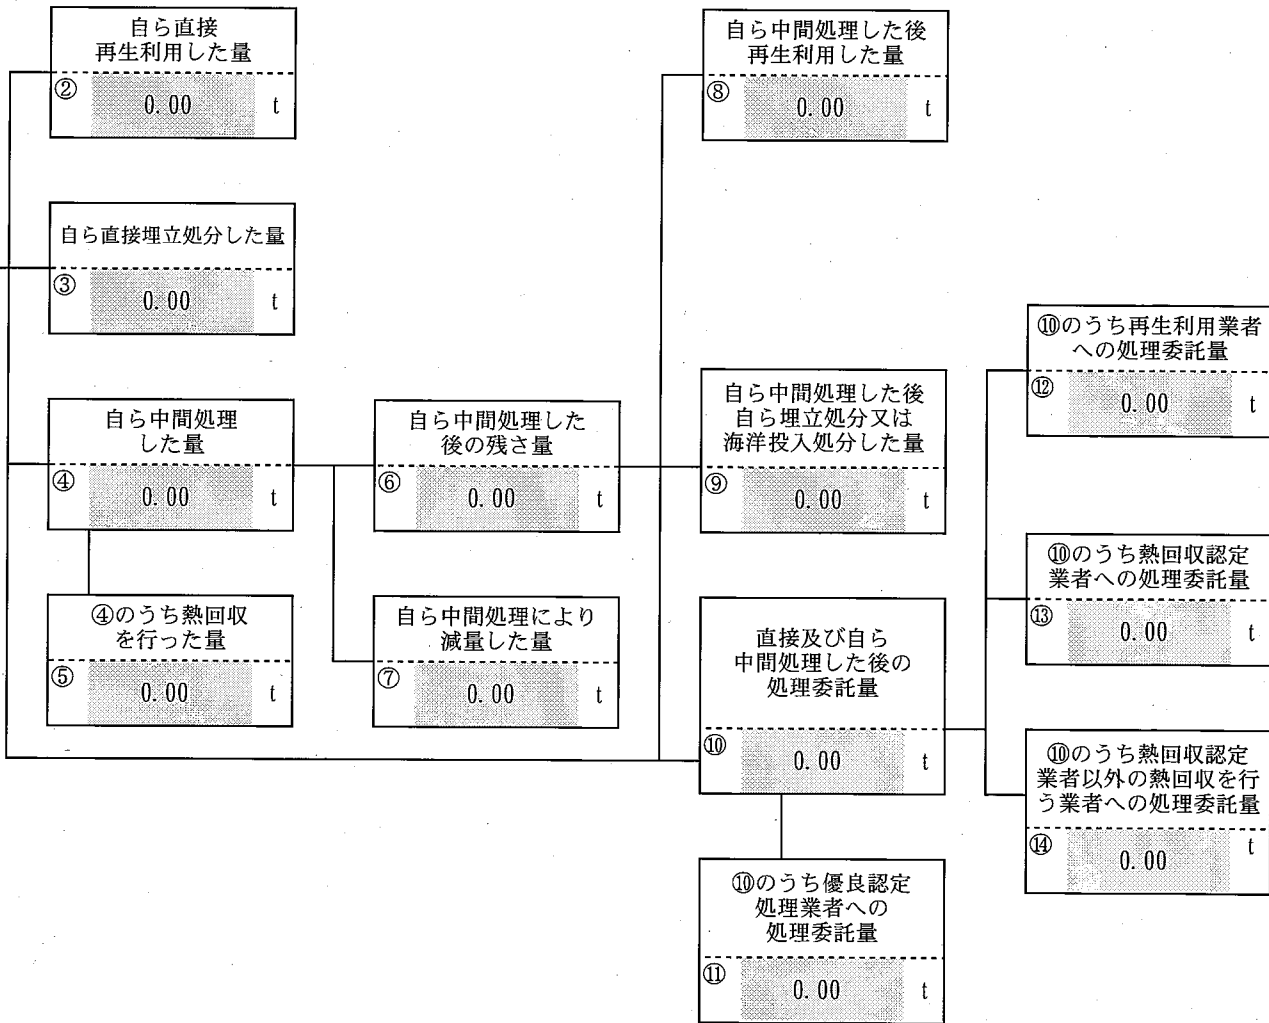 自ら直接
再生利用した量
② 0.00 t
自ら直接埋立処分した量
③ 0.00 t
自ら中間処理
した量
④ 0.00 t
④のうち熱回収
を行った量
⑤ 0.00 t
自ら中間処理した
後の残さ量
⑥ 0.00 t
自ら中間処理により
減量した量
⑦ 0.00 t
自ら中間処理した後
再生利用した量
⑧ 0.00 t
自ら中間処理した後
自ら埋立処分又は
海洋投入処分した量
⑨ 0.00 t
直接及び自ら
中間処理した後の
処理委託量
⑩ 0.00 t
⑩のうち優良認定
処理業者への
処理委託量
⑪ 0.00 t
⑩のうち再生利用業者
への処理委託量
⑫ 0.00 t
⑩のうち熱回収認定
業者への処理委託量
⑬ 0.00 t
⑩のうち熱回収認定
業者以外の熱回収を行
う業者への処理委託量
⑭ 0.00 t